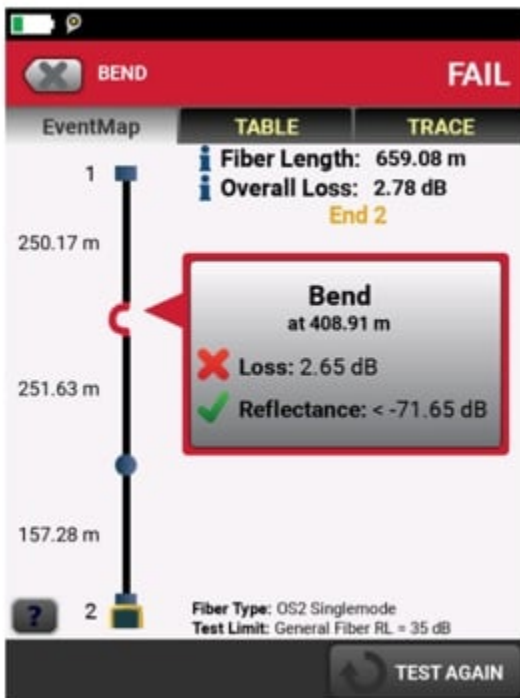 BEND
FAIL
EventMap
TABLE
TRACE
i Fiber Length: 659.08 m
i Overall Loss: 2.78 dB
End 2
1
250.17 m
Bend
at 408.91 m
Loss: 2.65 dB
Reflectance: < -71.65 dB
251.63 m
157.28 m
2
?
Fiber Type: OS2 Singlemode
Test Limit: General Fiber RL = 35 dB
TEST AGAIN